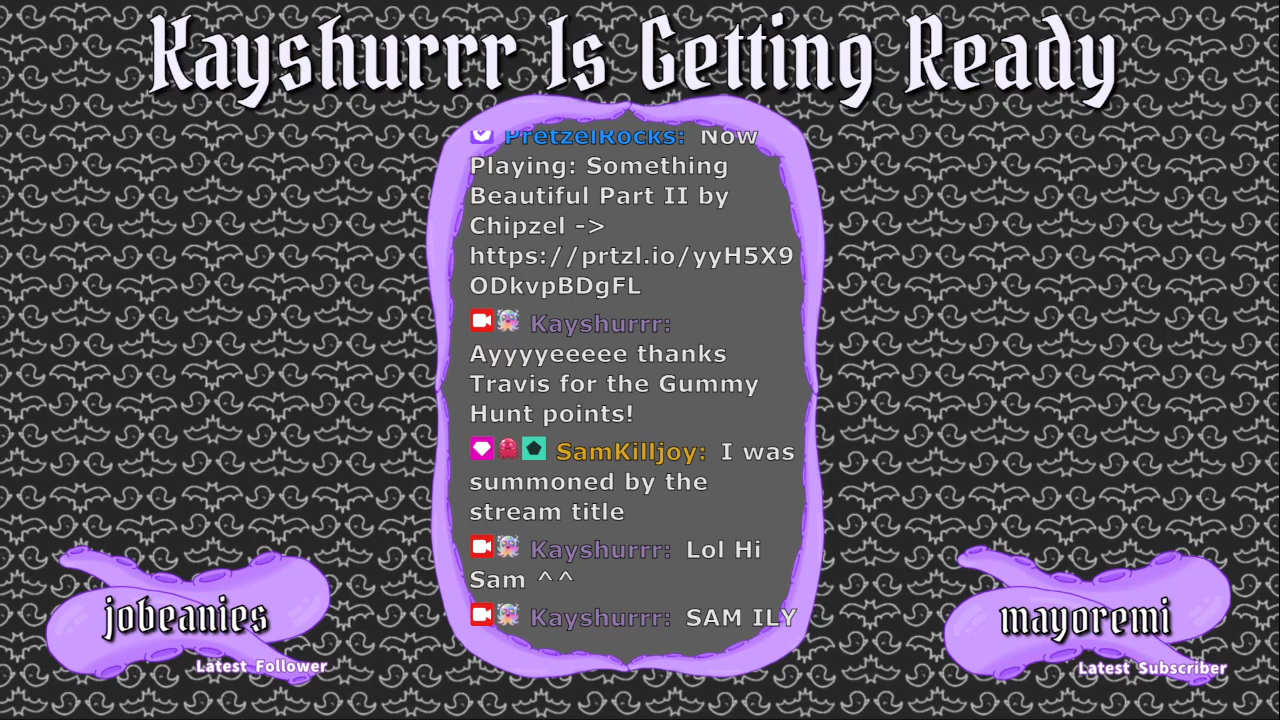 Kayshurrr Is Getting Ready
PretzelRocks: Now
Playing: Something
Beautiful Part II by
Chipzel ->
https://prtzl.io/yyH5X9
ODkvpBDgFL
Kayshurrr:
Ayyyyeeeee thanks
Travis for the Gummy
Hunt points!
SamKilljoy: I was
summoned by the
stream title
Kayshurrr: Lol Hi
Sam ^^
Kayshurrr: SAM ILY
jobeanies
Latest Follower
mayoremi
Latest Subscriber